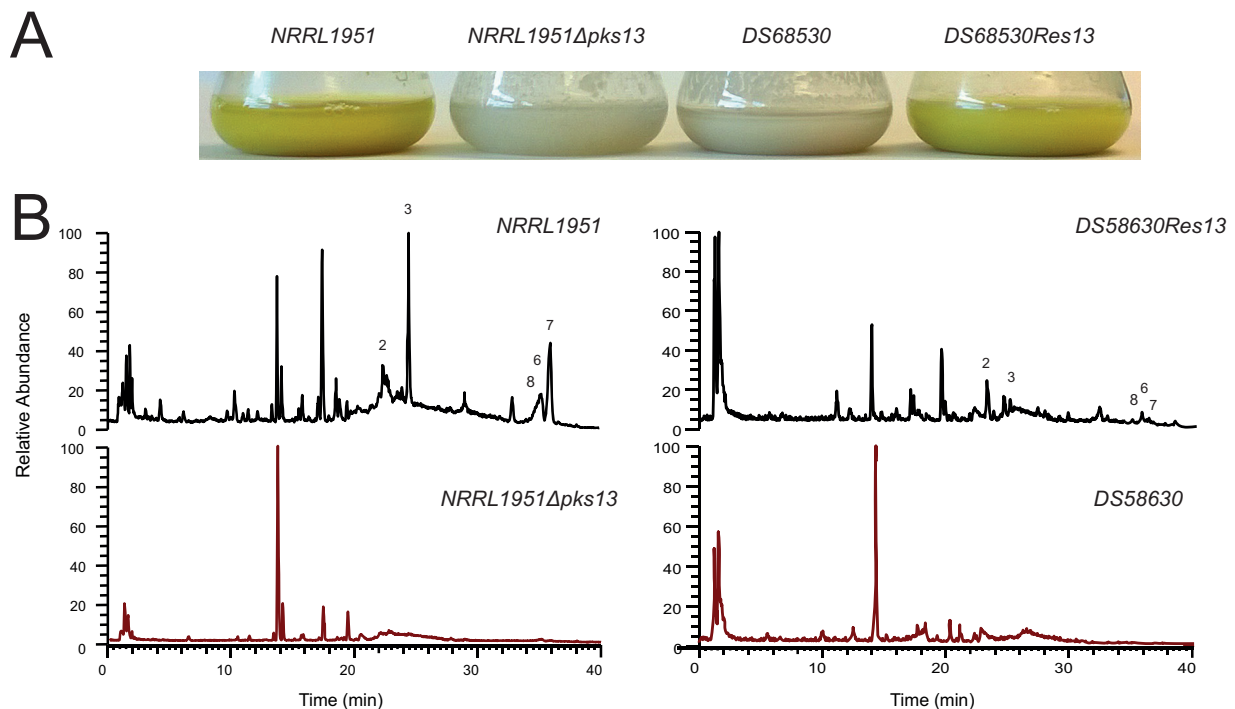 A
NRRL1951 NRRL1951Δpks13 DS68530 DS68530Res13
B
Relative Abundance
NRRL1951
100
80
60
40
20
0
2
3
8
6
7
DS58630Res13
100
80
60
40
20
0
2
3
8
6
7
NRRL1951Δpks13
100
80
60
40
20
0
0 10 20 30 40
Time (min)
DS58630
100
80
60
40
20
0
0 10 20 30 40
Time (min)